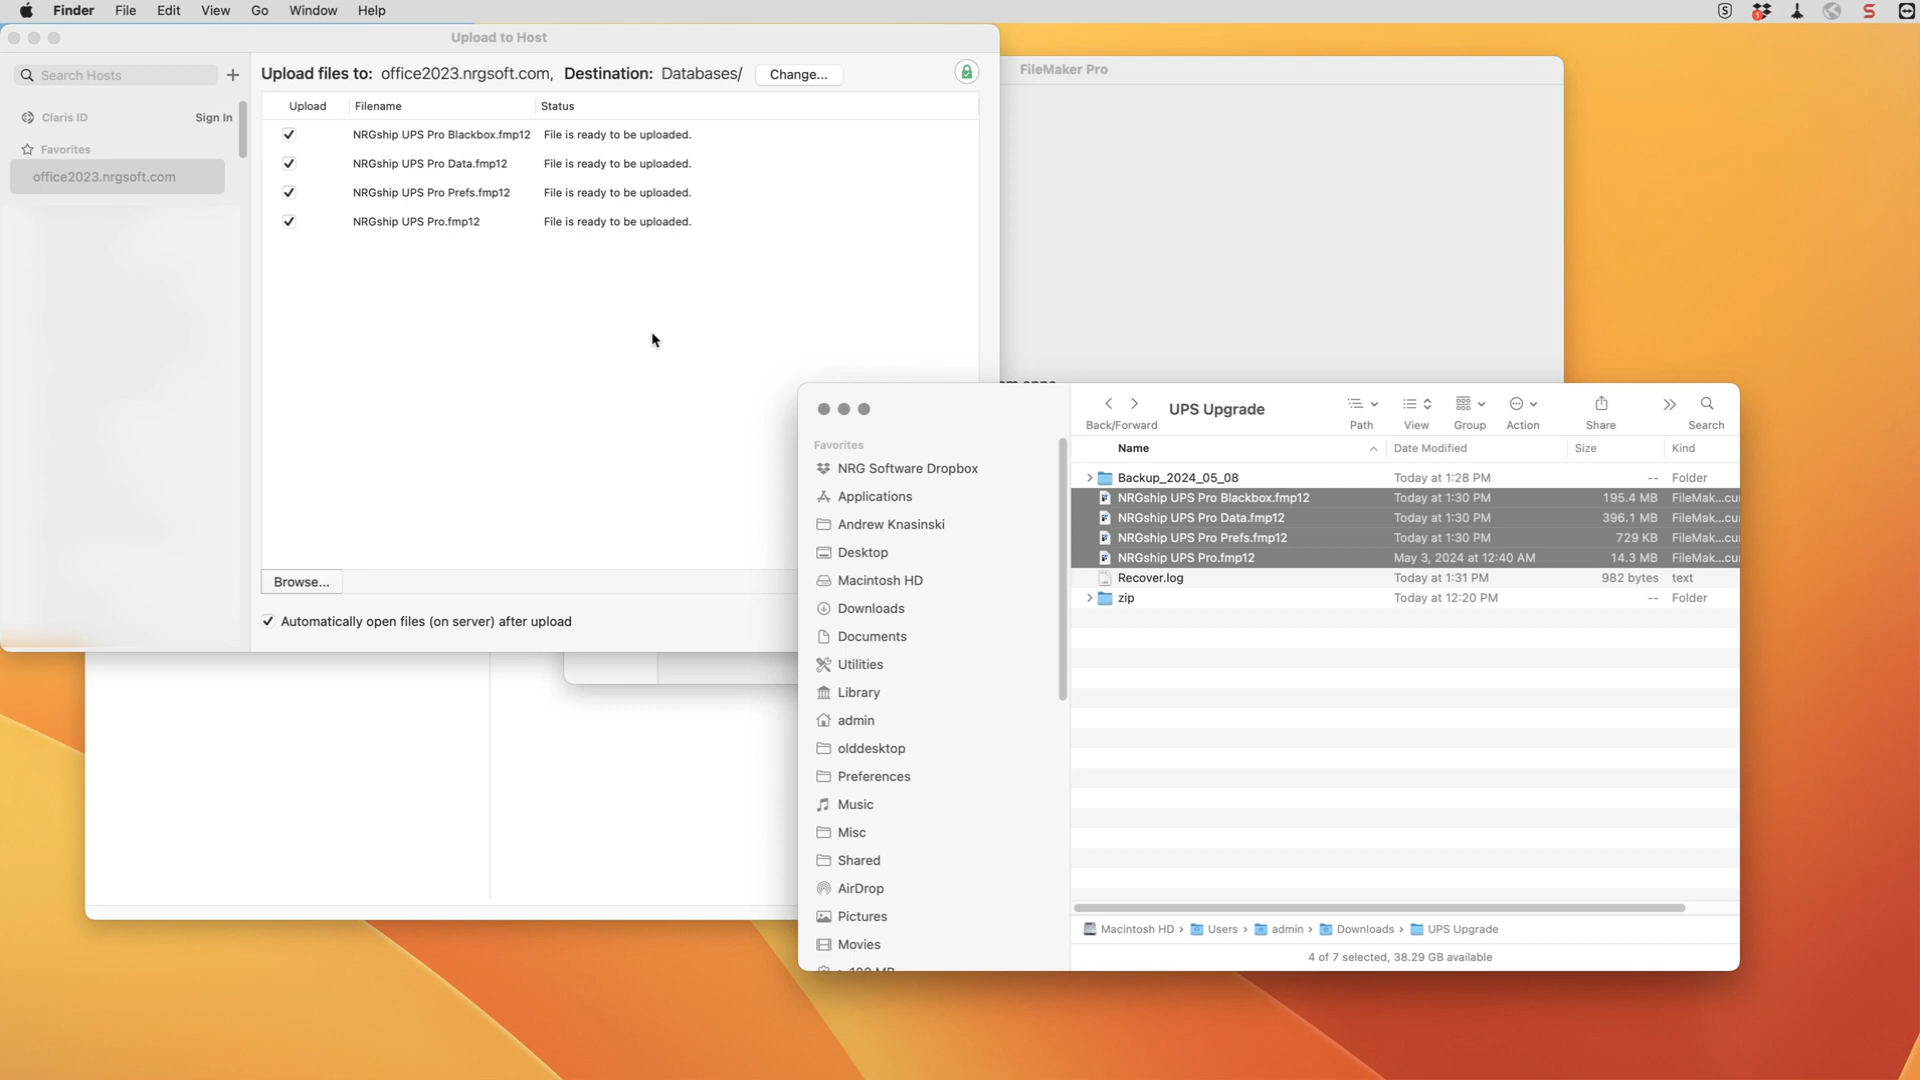 Finder File Edit View Go Window Help
Upload to Host
Search Hosts
Claris ID Sign In
Favorites
office2023.nrgsoft.com
Upload files to: office2023.nrgsoft.com, Destination: Databases/ Change...
Upload Filename Status
NRGship UPS Pro Blackbox.fmp12 File is ready to be uploaded.
NRGship UPS Pro Data.fmp12 File is ready to be uploaded.
NRGship UPS Pro Prefs.fmp12 File is ready to be uploaded.
NRGship UPS Pro.fmp12 File is ready to be uploaded.
Browse...
Automatically open files (on server) after upload
FileMaker Pro
Favorites
NRG Software Dropbox
Applications
Andrew Knasinski
Desktop
Macintosh HD
Downloads
Documents
Utilities
Library
admin
olddesktop
Preferences
Music
Misc
Shared
AirDrop
Pictures
Movies
Back/Forward
UPS Upgrade
Path View Group Action Share Search
Name Date Modified Size Kind
Backup_2024_05_08 Today at 1:28 PM -- Folder
NRGship UPS Pro Blackbox.fmp12 Today at 1:30 PM 195.4 MB FileMak...cu
NRGship UPS Pro Data.fmp12 Today at 1:30 PM 396.1 MB FileMak...cu
NRGship UPS Pro Prefs.fmp12 Today at 1:30 PM 729 KB FileMak...cu
NRGship UPS Pro.fmp12 May 3, 2024 at 12:40 AM 14.3 MB FileMak...cu
Recover.log Today at 1:31 PM 982 bytes text
zip Today at 12:20 PM -- Folder
Macintosh HD › Users › admin › Downloads › UPS Upgrade
4 of 7 selected, 38.29 GB available